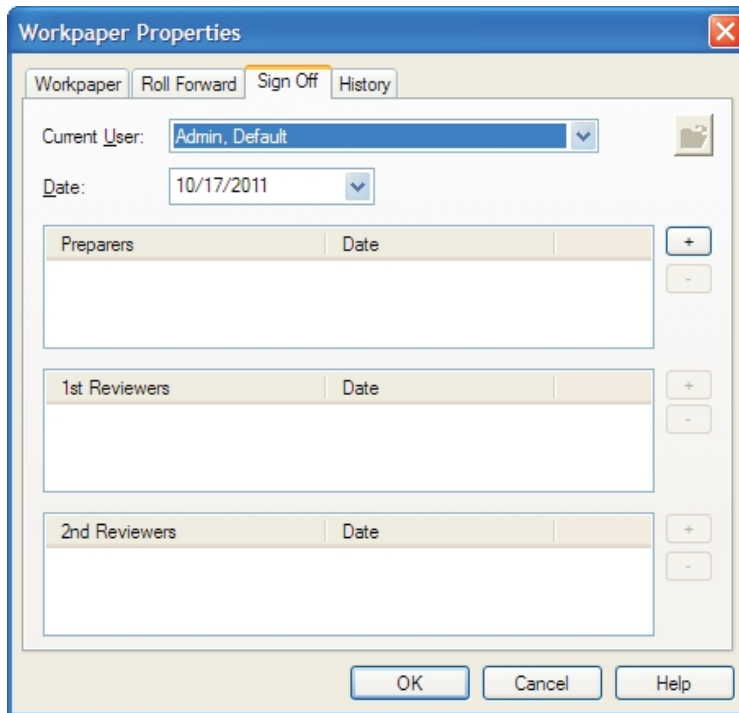 Workpaper Properties
Workpaper Roll Forward Sign Off History
Current User: Admin, Default
Date: 10/17/2011
Preparers Date
+
-
1st Reviewers Date
+
-
2nd Reviewers Date
+
-
OK Cancel Help